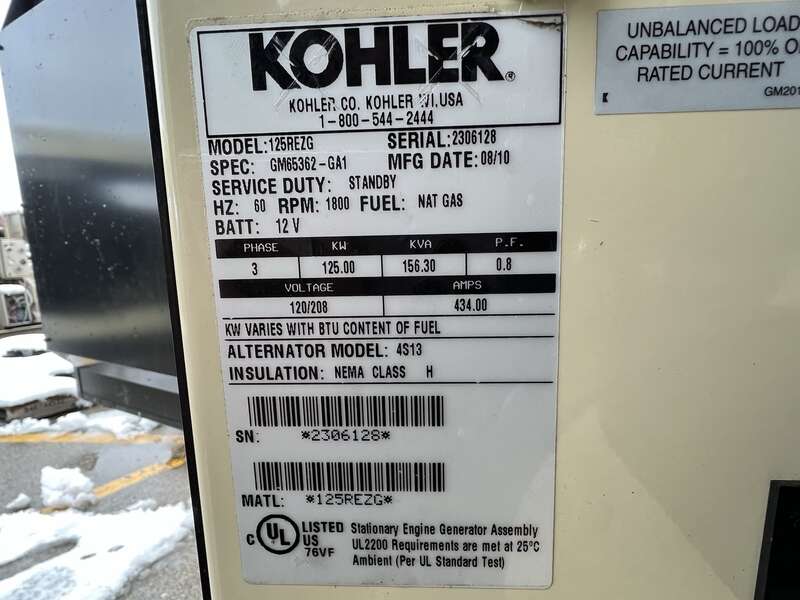 KOHLER®
KOHLER CO. KOHLER WI, USA
1-800-544-2444
MODEL: 125REZG SERIAL: 2306128
SPEC: GM65362-GA1 MFG DATE: 08/10
SERVICE DUTY: STANDBY
HZ: 60 RPM: 1800 FUEL: NAT GAS
BATT: 12 V
PHASE KW KVA P.F.
3 125.00 156.30 0.8
VOLTAGE AMPS
120/208 434.00
KW VARIES WITH BTU CONTENT OF FUEL
ALTERNATOR MODEL: 4S13
INSULATION: NEMA CLASS H
SN: *2306128*
MATL: *125REZG*
C UL US LISTED
76VF
Stationary Engine Generator Assembly
UL2200 Requirements are met at 25°C
Ambient (Per UL Standard Test)
UNBALANCED LOAD
CAPABILITY = 100% O
RATED CURRENT
GM201